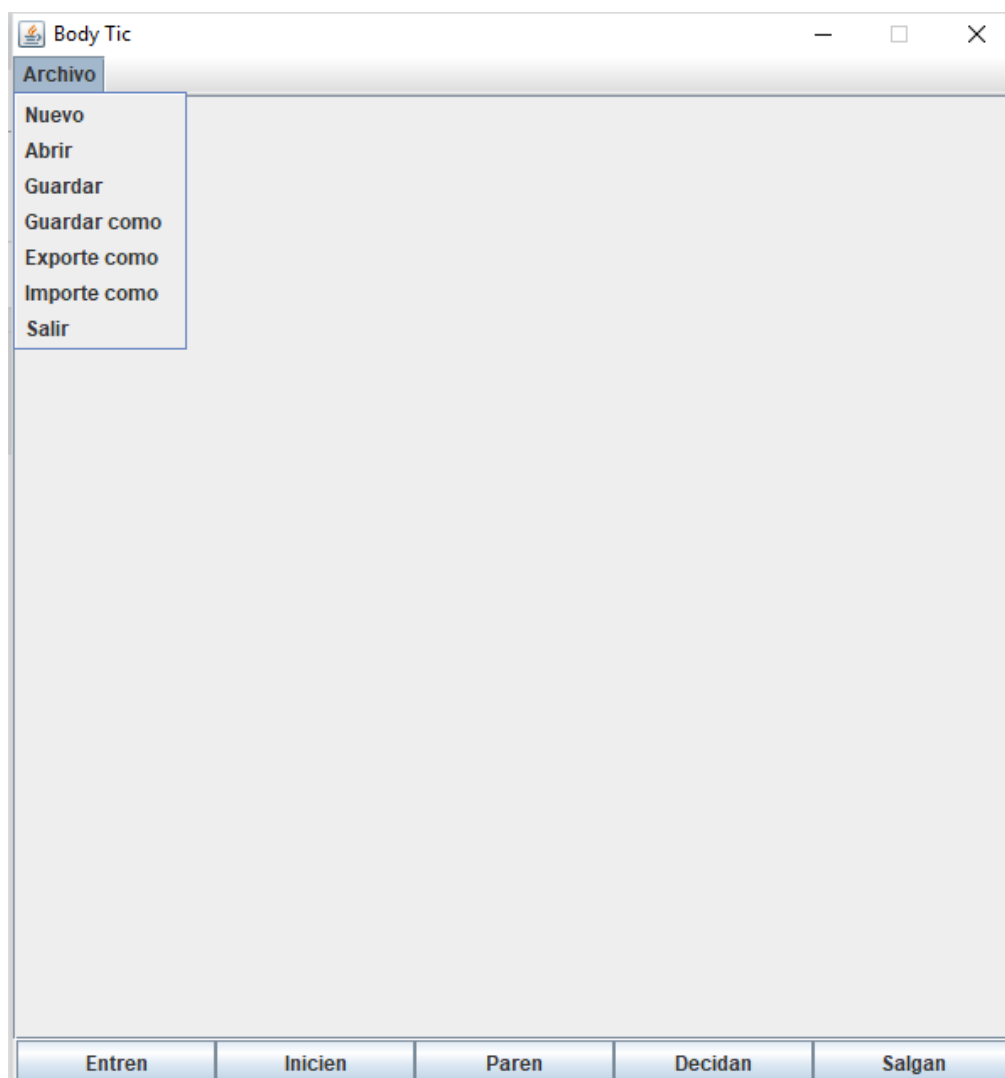 Body Tic
Archivo
Nuevo
Abrir
Guardar
Guardar como
Exporte como
Importe como
Salir
Entren Inicien Paren Decidan Salgan